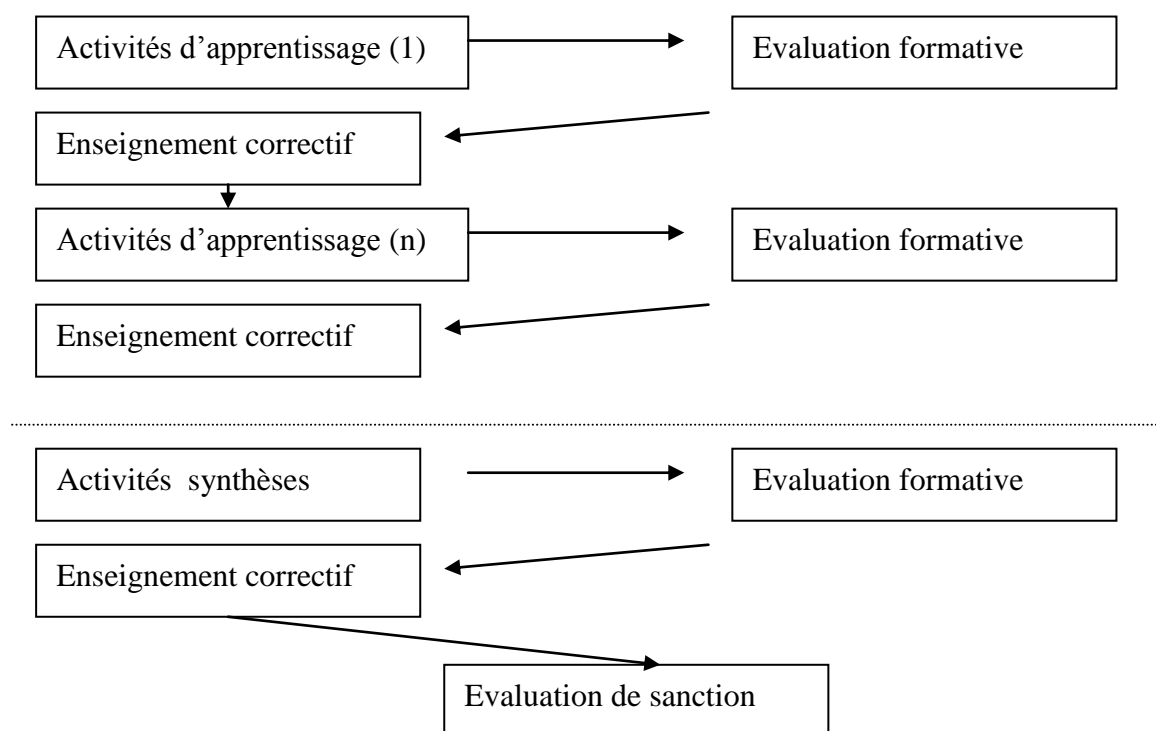 Activités d’apprentissage (1)
Evaluation formative
Enseignement correctif
Activités d’apprentissage (n)
Evaluation formative
Enseignement correctif
Activités synthèses
Evaluation formative
Enseignement correctif
Evaluation de sanction